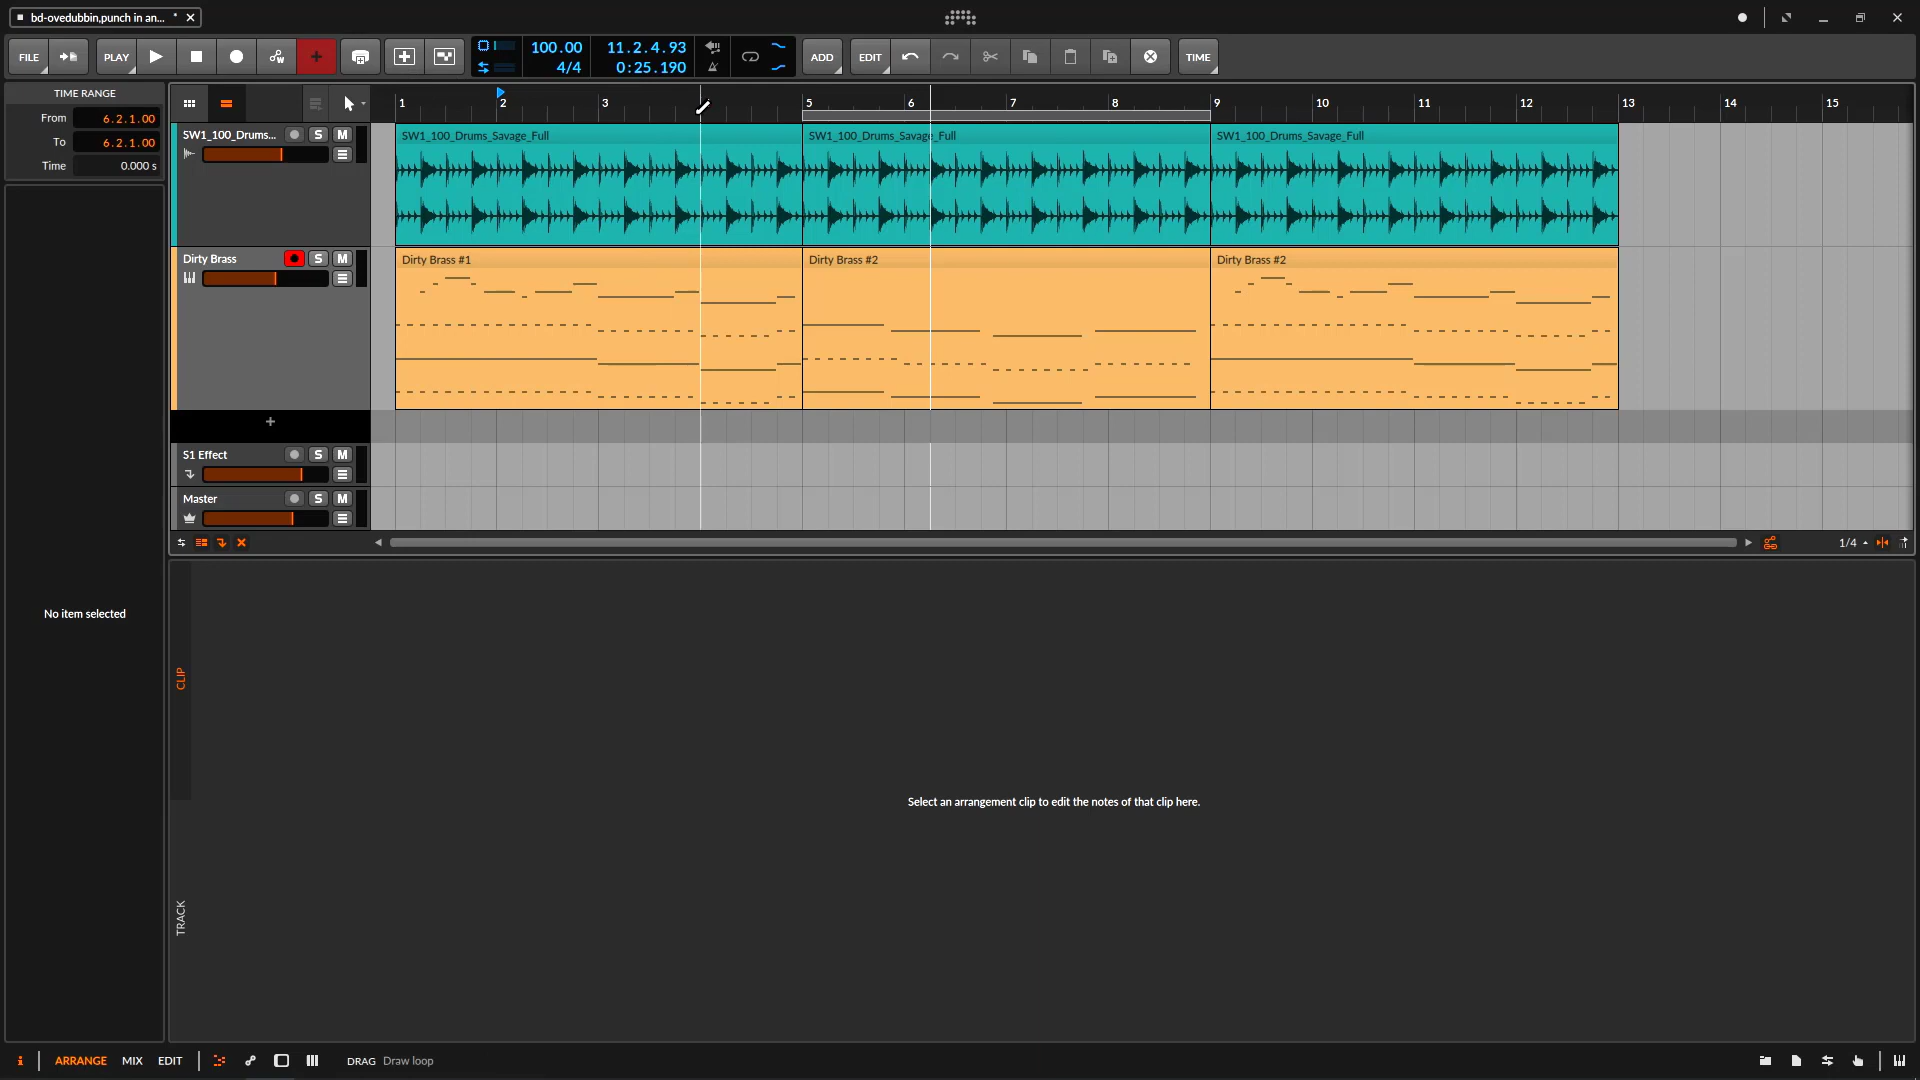 bd-ovedubbin,punch in an... *
FILE
PLAY
100.00
4/4
11.2.4.93
0:25.190
ADD
EDIT
TIME
TIME RANGE
From 6.2.1.00
To 6.2.1.00
Time 0.000 s
No item selected
1 2 3 5 6 7 8 9 10 11 12 13 14 15
SW1_100_Drums... S M
SW1_100_Drums_Savage_Full
SW1_100_Drums_Savage_Full
SW1_100_Drums_Savage_Full
Dirty Brass S M
Dirty Brass #1
Dirty Brass #2
Dirty Brass #2
+
S1 Effect S M
Master S M
1/4
CLIP
TRACK
Select an arrangement clip to edit the notes of that clip here.
i ARRANGE MIX EDIT
DRAG Draw loop